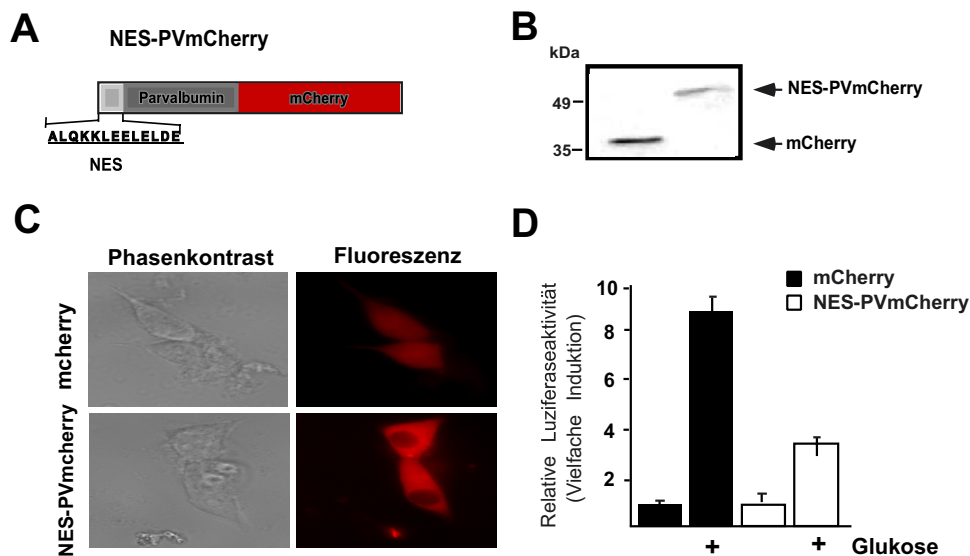 A
NES-PVmCherry
Parvalbumin
mCherry
ALQKKLEELELDE
NES
B
kDa
49
35
NES-PVmCherry
mCherry
C
Phasenkontrast
Fluoreszenz
mcherry
NES-PVmcherry
D
mCherry
NES-PVmCherry
Relative Luziferaseaktivität
(Vielfache Induktion)
10
8
6
4
2
+
+
Glukose